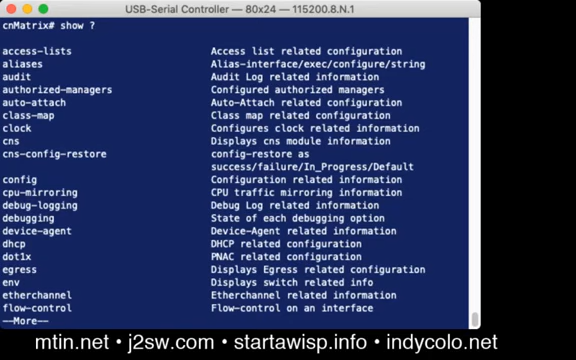 USB-Serial Controller — 80x24 — 115200.8.N.1
cnMatrix# show ?
access-lists Access list related configuration
aliases Alias-interface/exec/configure/string
audit Audit Log related information
authorized-managers Configured authorized managers
auto-attach Auto-Attach related configuration
class-map Class map related configuration
clock Configures clock related information
cns Displays cns module information
cns-config-restore config-restore as
success/failure/In_Progress/Default
config Configuration related information
cpu-mirroring CPU traffic mirroring information
debug-logging Debug Log related information
debugging State of each debugging option
device-agent Device-Agent related information
dhcp DHCP related configuration
dot1x PNAC related configuration
egress Displays Egress related configuration
env Displays switch related info
etherchannel Etherchannel related information
flow-control Flow-control on an interface
--More--
mtin.net • j2sw.com • startawisp.info • indycolo.net